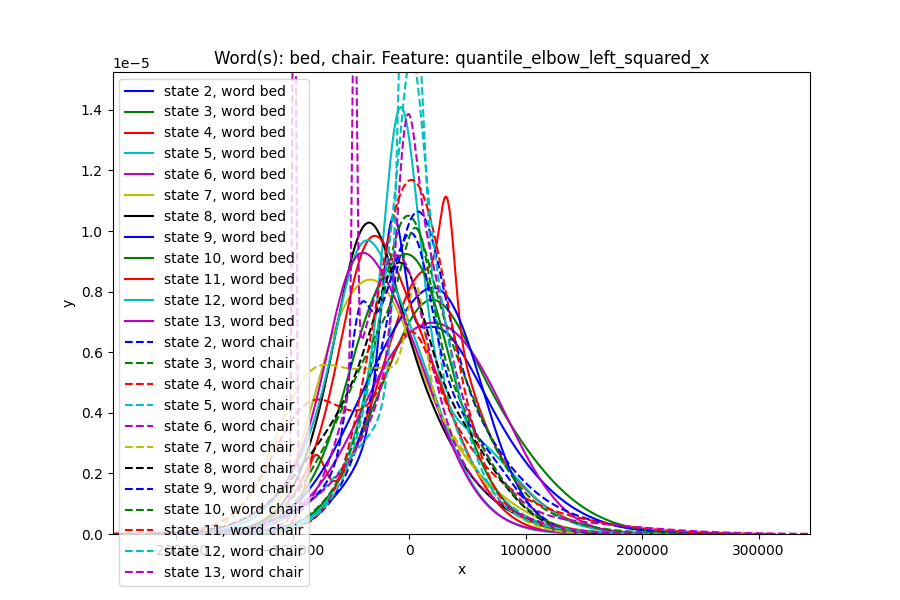 Word(s): bed, chair. Feature: quantile_elbow_left_squared_x
1e−5
1.4
1.2
1.0
0.8
0.6
0.4
0.2
0.0
y
state 2, word bed
state 3, word bed
state 4, word bed
state 5, word bed
state 6, word bed
state 7, word bed
state 8, word bed
state 9, word bed
state 10, word bed
state 11, word bed
state 12, word bed
state 13, word bed
state 2, word chair
state 3, word chair
state 4, word chair
state 5, word chair
state 6, word chair
state 7, word chair
state 8, word chair
state 9, word chair
state 10, word chair
state 11, word chair
state 12, word chair
state 13, word chair
−200000 −100000 0 100000 200000 300000
x